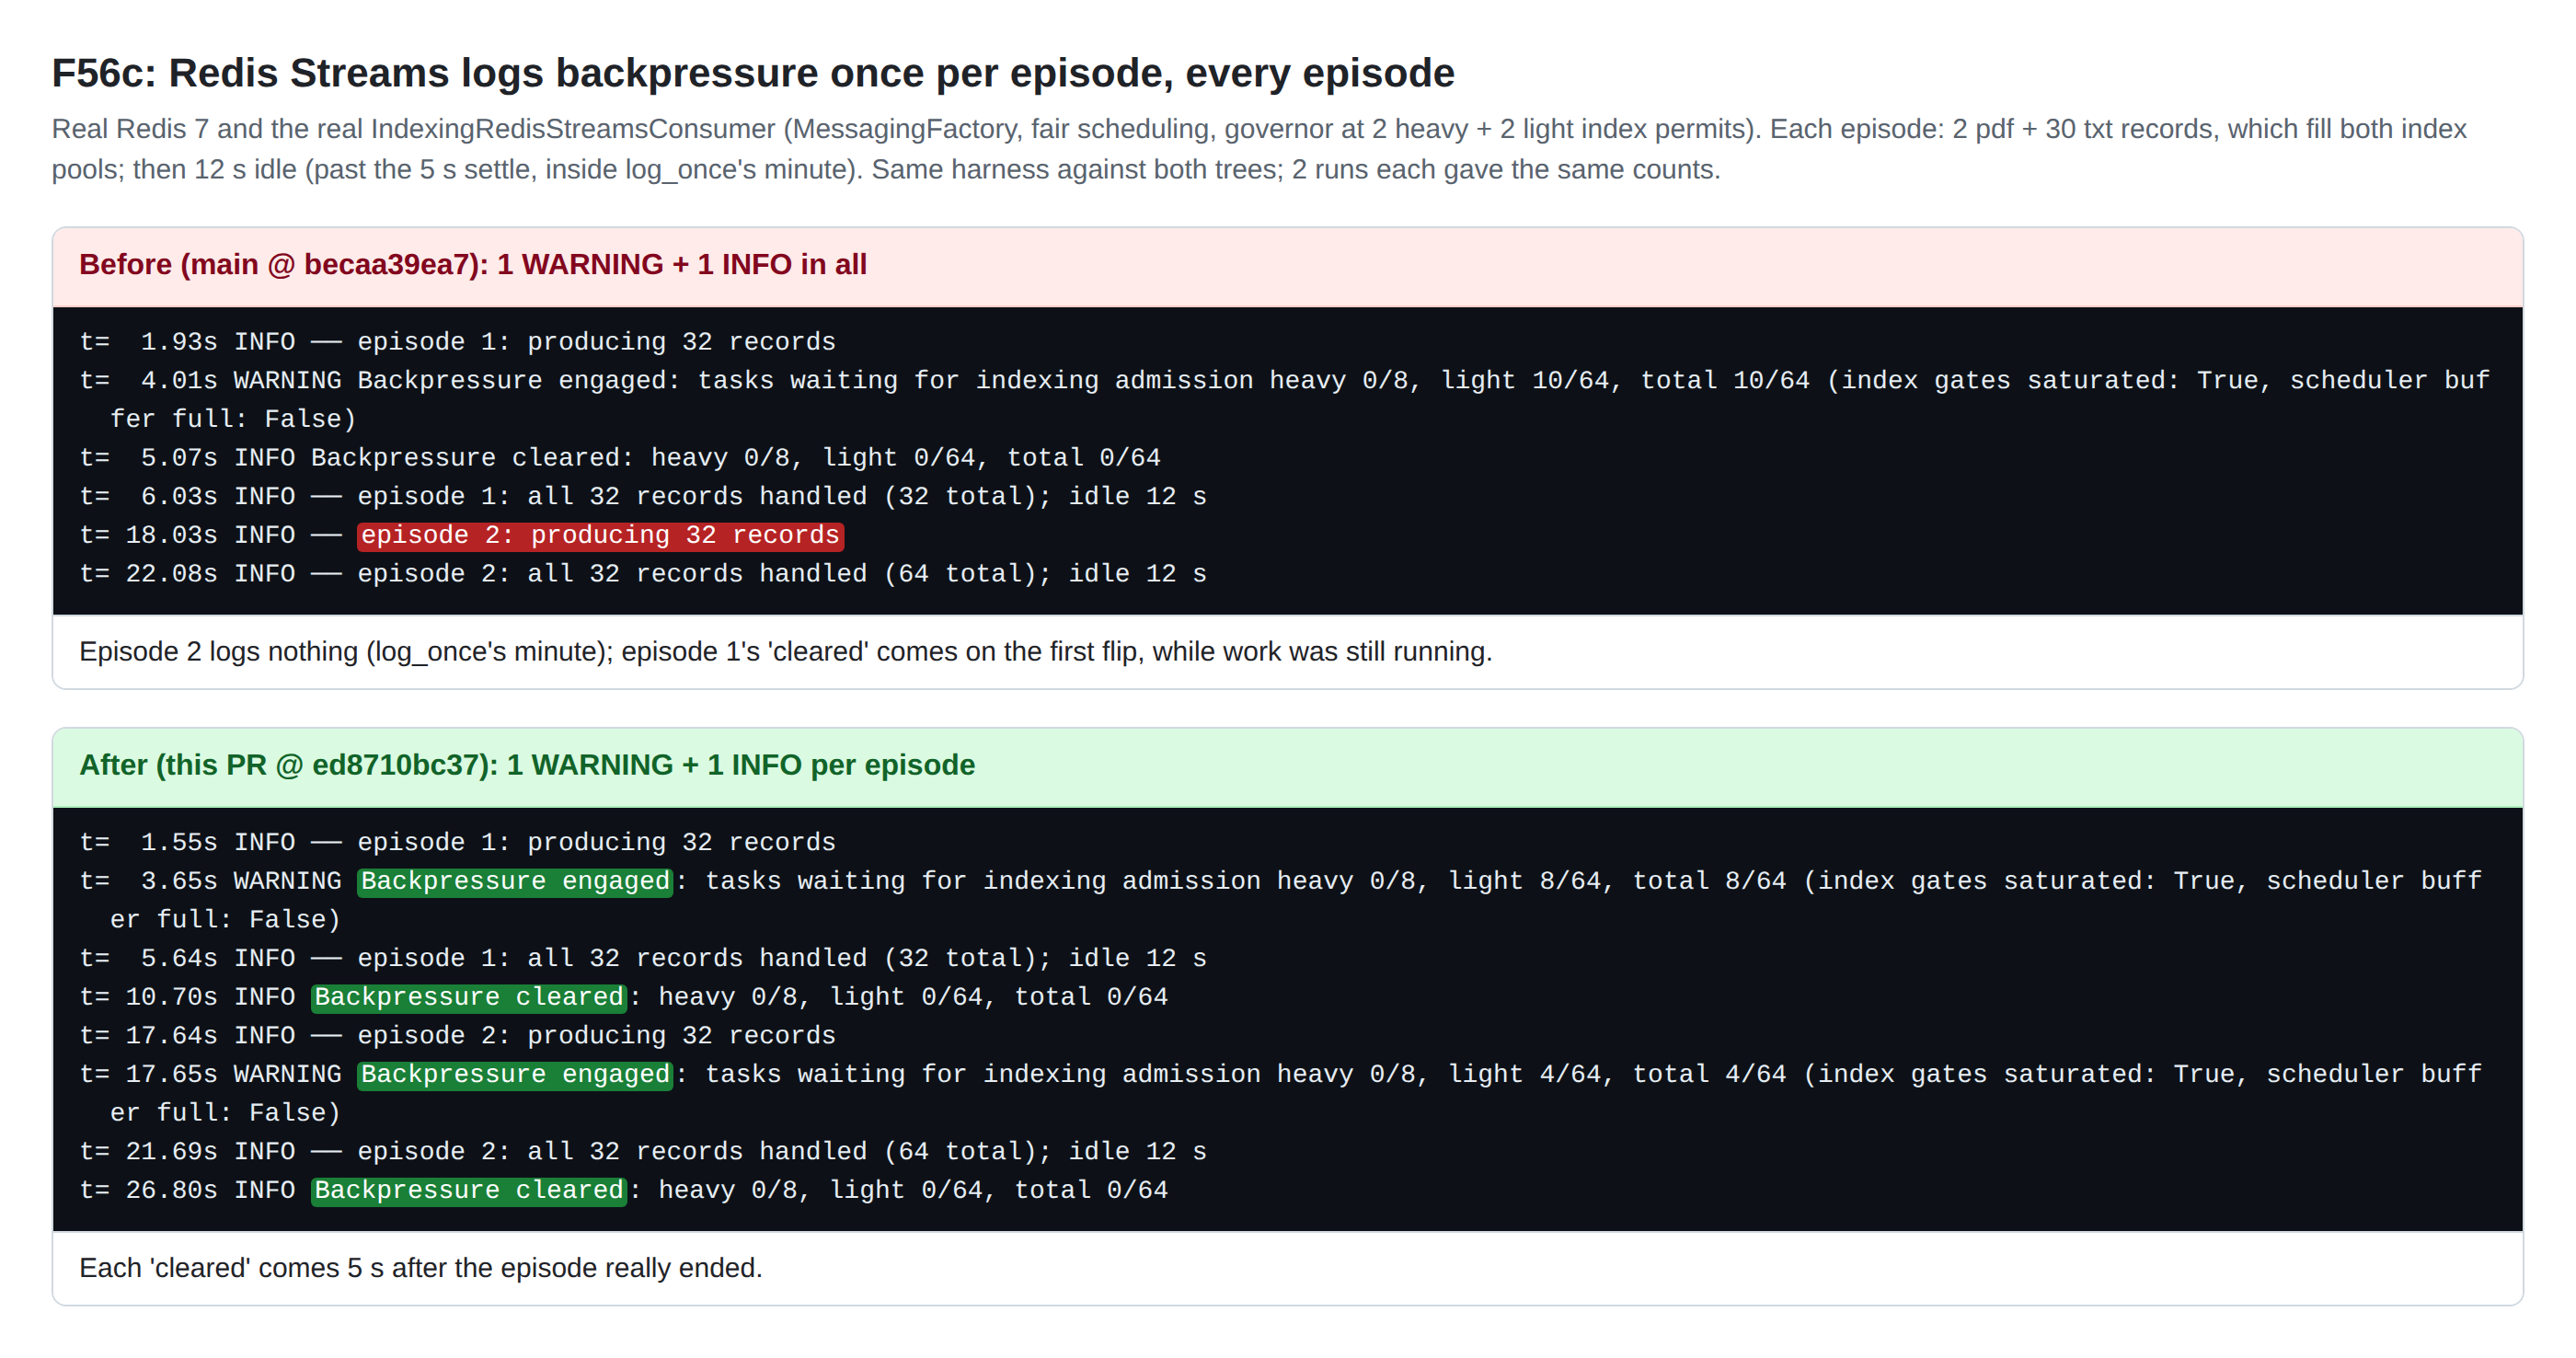 F56c: Redis Streams logs backpressure once per episode, every episode
Real Redis 7 and the real IndexingRedisStreamsConsumer (MessagingFactory, fair scheduling, governor at 2 heavy + 2 light index permits). Each episode: 2 pdf + 30 txt records, which fill both index
pools; then 12 s idle (past the 5 s settle, inside log_once's minute). Same harness against both trees; 2 runs each gave the same counts.
Before (main @ becaa39ea7): 1 WARNING + 1 INFO in all
t=  1.93s INFO —— episode 1: producing 32 records
t=  4.01s WARNING Backpressure engaged: tasks waiting for indexing admission heavy 0/8, light 10/64, total 10/64 (index gates saturated: True, scheduler buf
fer full: False)
t=  5.07s INFO Backpressure cleared: heavy 0/8, light 0/64, total 0/64
t=  6.03s INFO —— episode 1: all 32 records handled (32 total); idle 12 s
t= 18.03s INFO —— episode 2: producing 32 records
t= 22.08s INFO —— episode 2: all 32 records handled (64 total); idle 12 s
Episode 2 logs nothing (log_once's minute); episode 1's 'cleared' comes on the first flip, while work was still running.
After (this PR @ ed8710bc37): 1 WARNING + 1 INFO per episode
t=  1.55s INFO —— episode 1: producing 32 records
t=  3.65s WARNING Backpressure engaged: tasks waiting for indexing admission heavy 0/8, light 8/64, total 8/64 (index gates saturated: True, scheduler buff
er full: False)
t=  5.64s INFO —— episode 1: all 32 records handled (32 total); idle 12 s
t= 10.70s INFO Backpressure cleared: heavy 0/8, light 0/64, total 0/64
t= 17.64s INFO —— episode 2: producing 32 records
t= 17.65s WARNING Backpressure engaged: tasks waiting for indexing admission heavy 0/8, light 4/64, total 4/64 (index gates saturated: True, scheduler buff
er full: False)
t= 21.69s INFO —— episode 2: all 32 records handled (64 total); idle 12 s
t= 26.80s INFO Backpressure cleared: heavy 0/8, light 0/64, total 0/64
Each 'cleared' comes 5 s after the episode really ended.